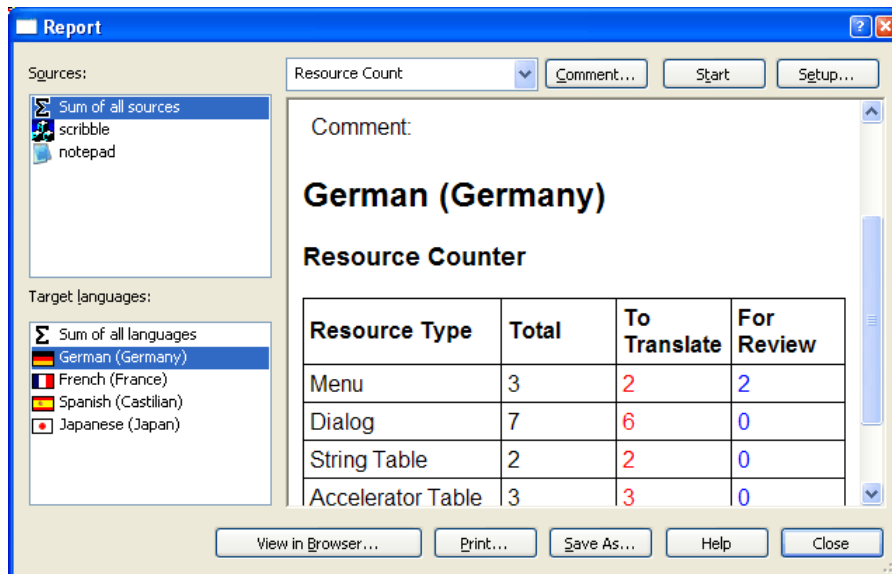 Report
Sources:
Resource Count
Comment...
Start
Setup...
Sum of all sources
scribble
notepad
Comment:
German (Germany)
Resource Counter
Target languages:
Sum of all languages
German (Germany)
French (France)
Spanish (Castilian)
Japanese (Japan)
Resource Type Total To Translate For Review
Menu 3 2 2
Dialog 7 6 0
String Table 2 2 0
Accelerator Table 3 3 0
View in Browser...
Print...
Save As...
Help
Close